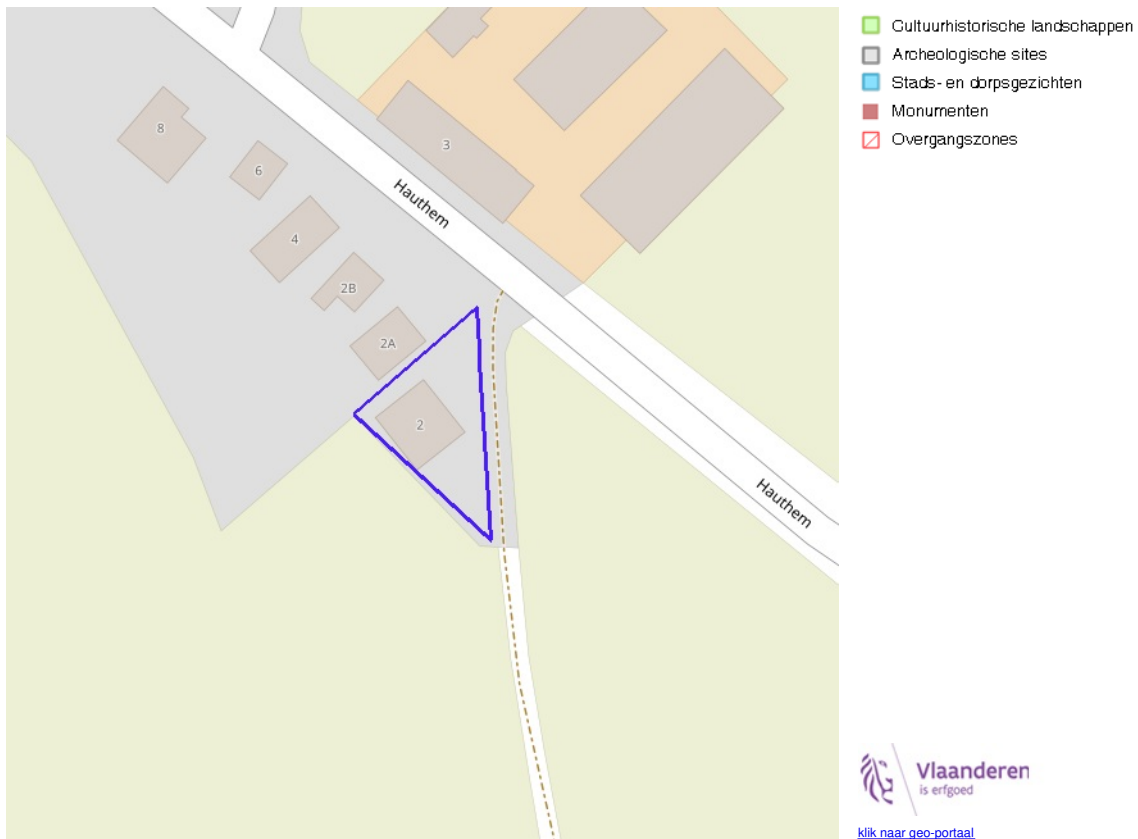 8
6
4
2B
2A
2
3
Hauthem
Hauthem
Cultuurhistorische landschappen
Archeologische sites
Stads- en dorpsgezichten
Monumenten
Overgangszones
Vlaanderen
is erfgoed
klik naar geo-portaal